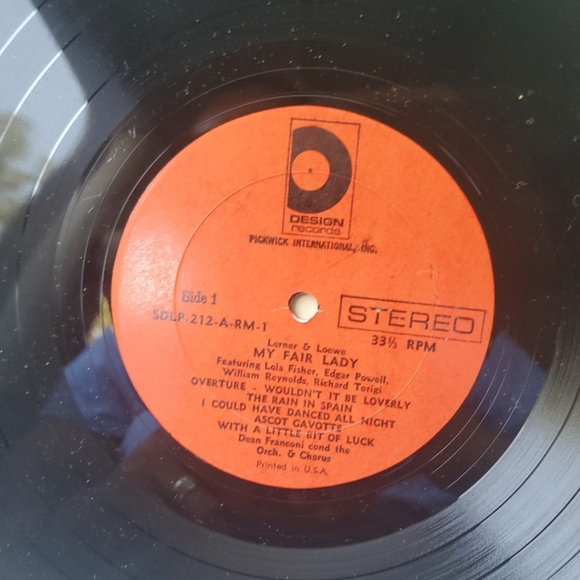 DESIGN
records
PICKWICK INTERNATIONAL, INC.
Side 1
SDLP-212-A-RM-1
STEREO
33⅓ RPM
Lerner & Loewe
MY FAIR LADY
Featuring Lola Fisher, Edgar Powell,
William Reynolds, Richard Torigi
OVERTURE - WOULDN'T IT BE LOVERLY
THE RAIN IN SPAIN
I COULD HAVE DANCED ALL NIGHT
ASCOT GAVOTTE
WITH A LITTLE BIT OF LUCK
Dean Franconi cond the
Orch. & Chorus
Printed in U.S.A.